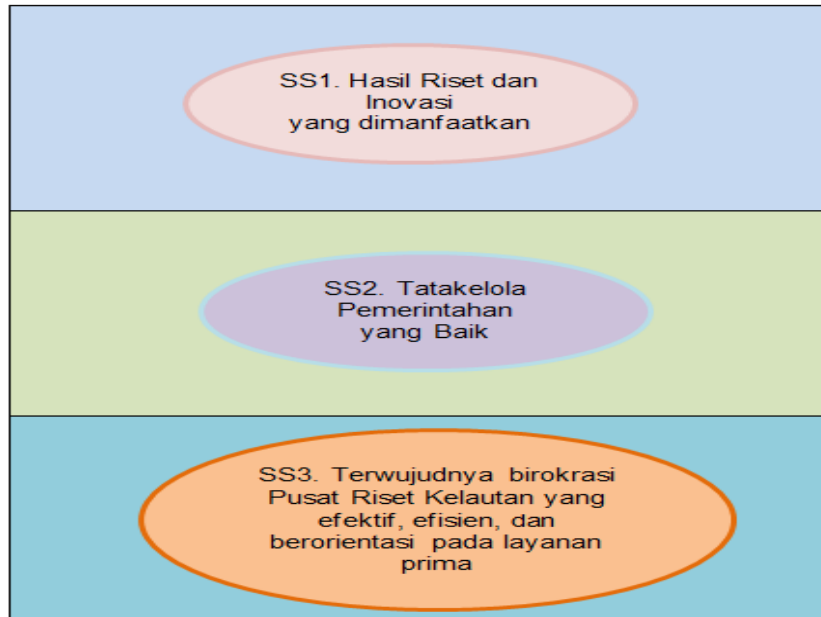 SS1. Hasil Riset dan
Inovasi
yang dimanfaatkan
SS2. Tatakelola
Pemerintahan
yang Baik
SS3. Terwujudnya birokrasi
Pusat Riset Kelautan yang
efektif, efisien, dan
berorientasi pada layanan
prima